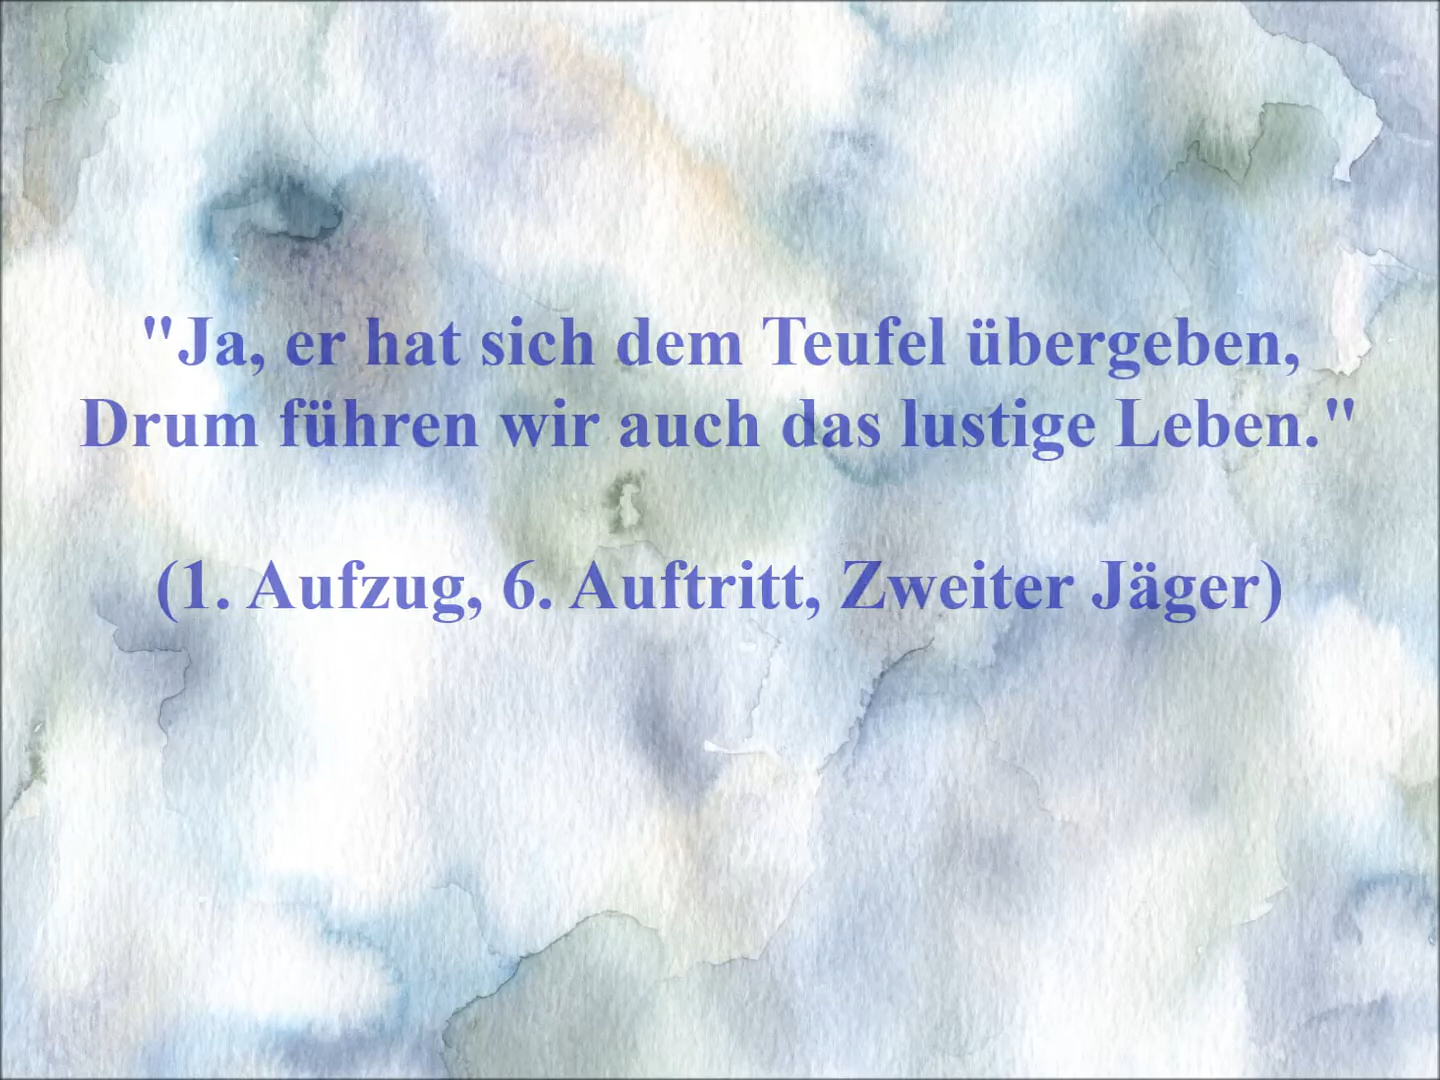 "Ja, er hat sich dem Teufel übergeben,
Drum führen wir auch das lustige Leben."
(1. Aufzug, 6. Auftritt, Zweiter Jäger)